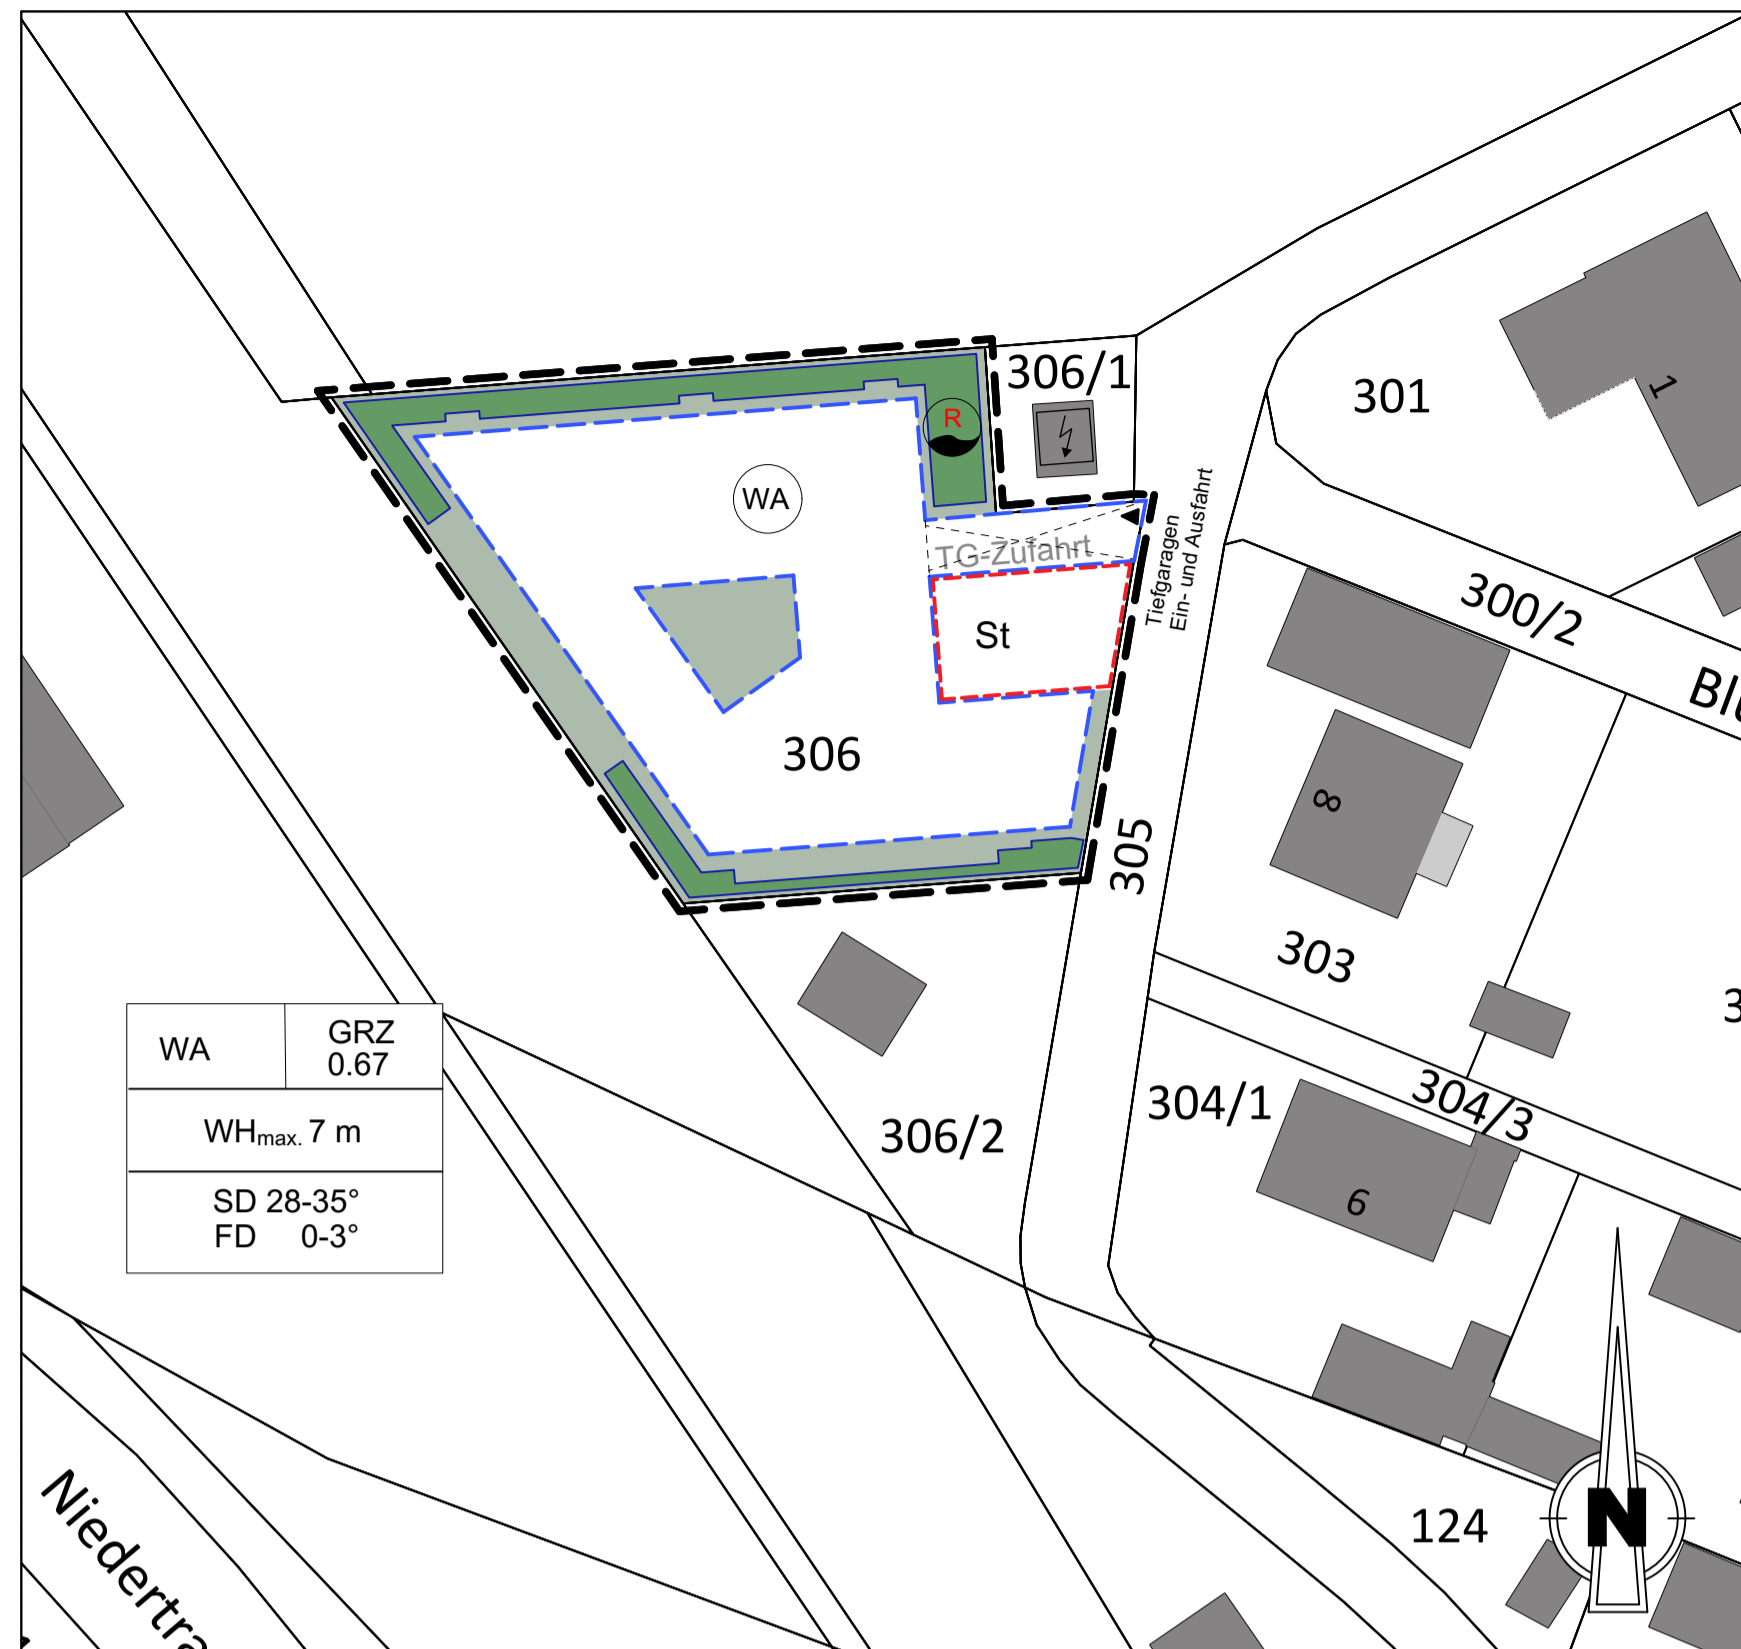 306/1
301
1
R
WA
TG-Zufahrt
Tiefgaragen
Ein- und Ausfahrt
St
300/2
306
8
305
303
WA
GRZ
0.67
WHmax. 7 m
SD 28-35°
FD 0-3°
306/2
304/1
304/3
6
124
N